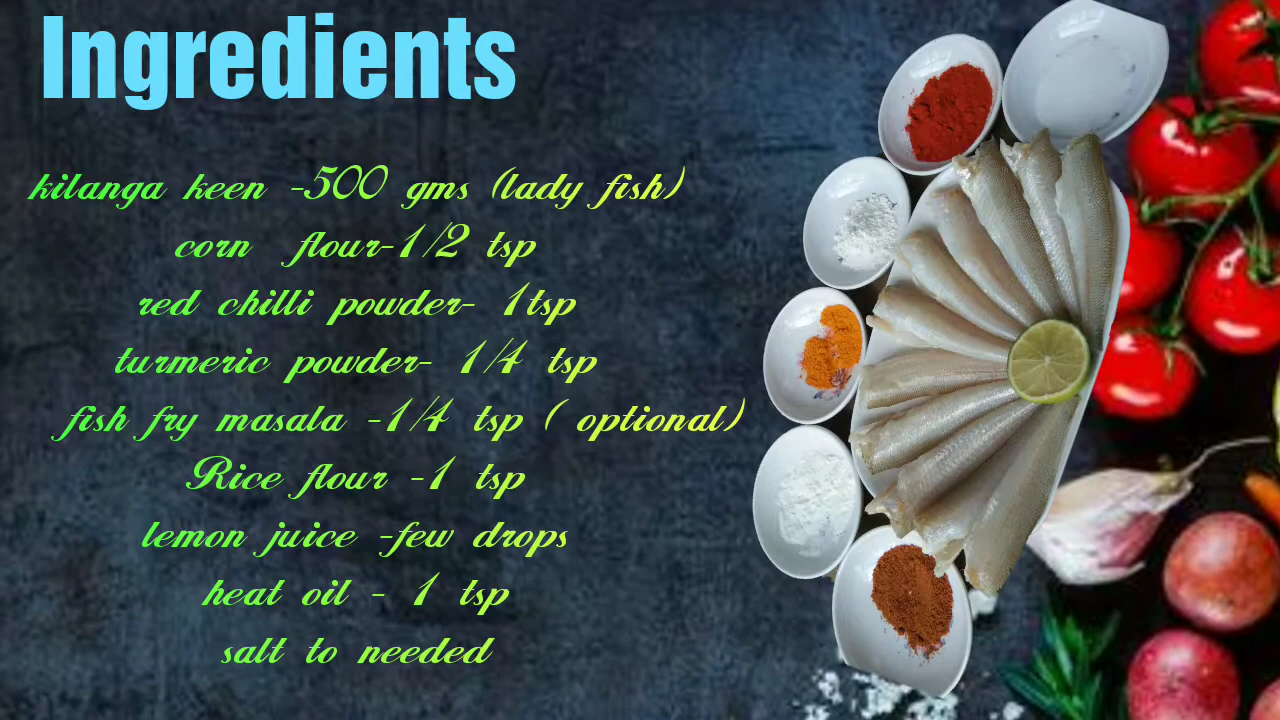 Ingredients
kilanga keen -500 gms (lady fish)
corn flour-1/2 tsp
red chilli powder- 1tsp
turmeric powder- 1/4 tsp
fish fry masala -1/4 tsp ( optional)
Rice flour -1 tsp
lemon juice -few drops
heat oil - 1 tsp
salt to needed